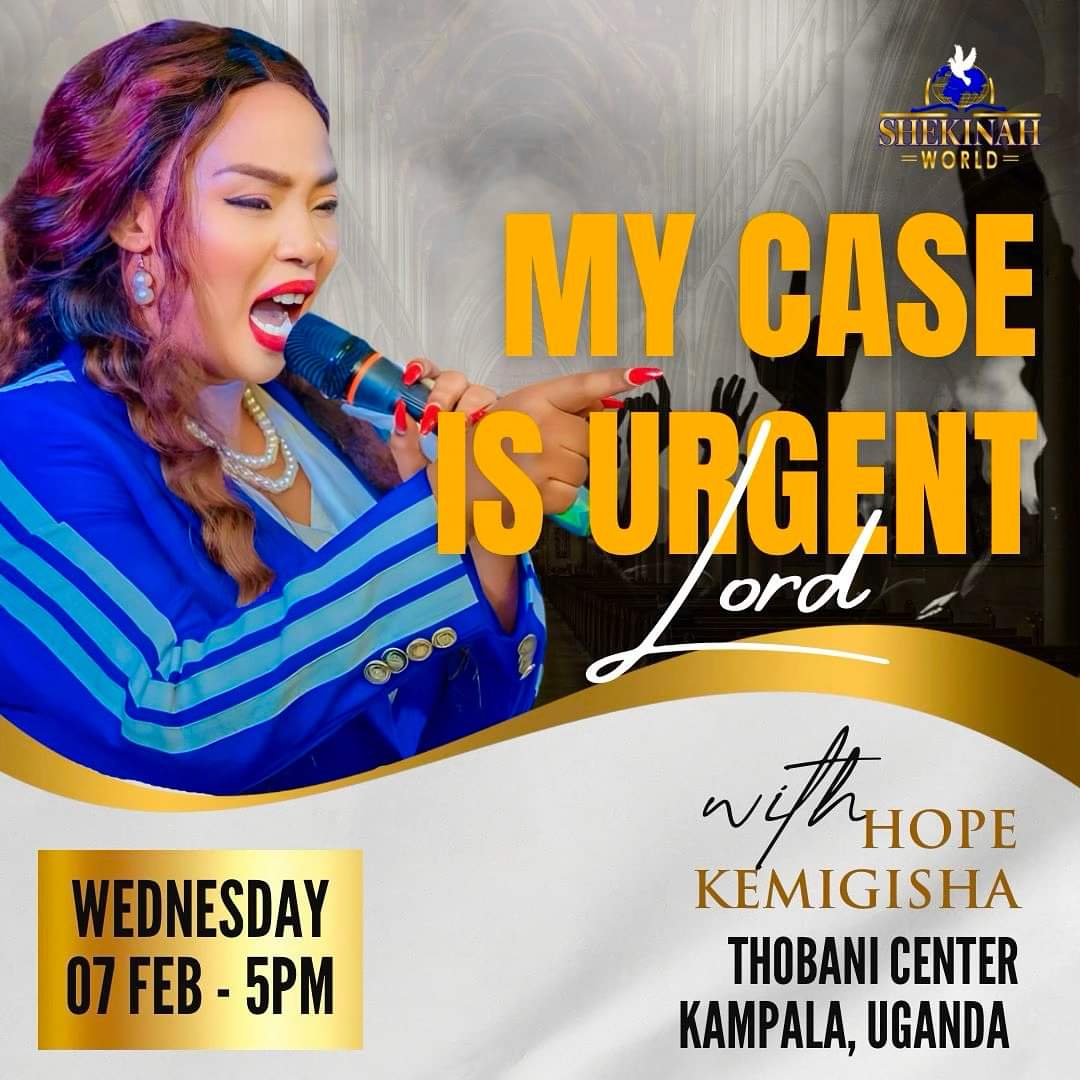 SHEKINAH
WORLD
MY CASE
IS URGENT
Lord
with HOPE
KEMIGISHA
THOBANI CENTER
KAMPALA, UGANDA
WEDNESDAY
07 FEB - 5PM